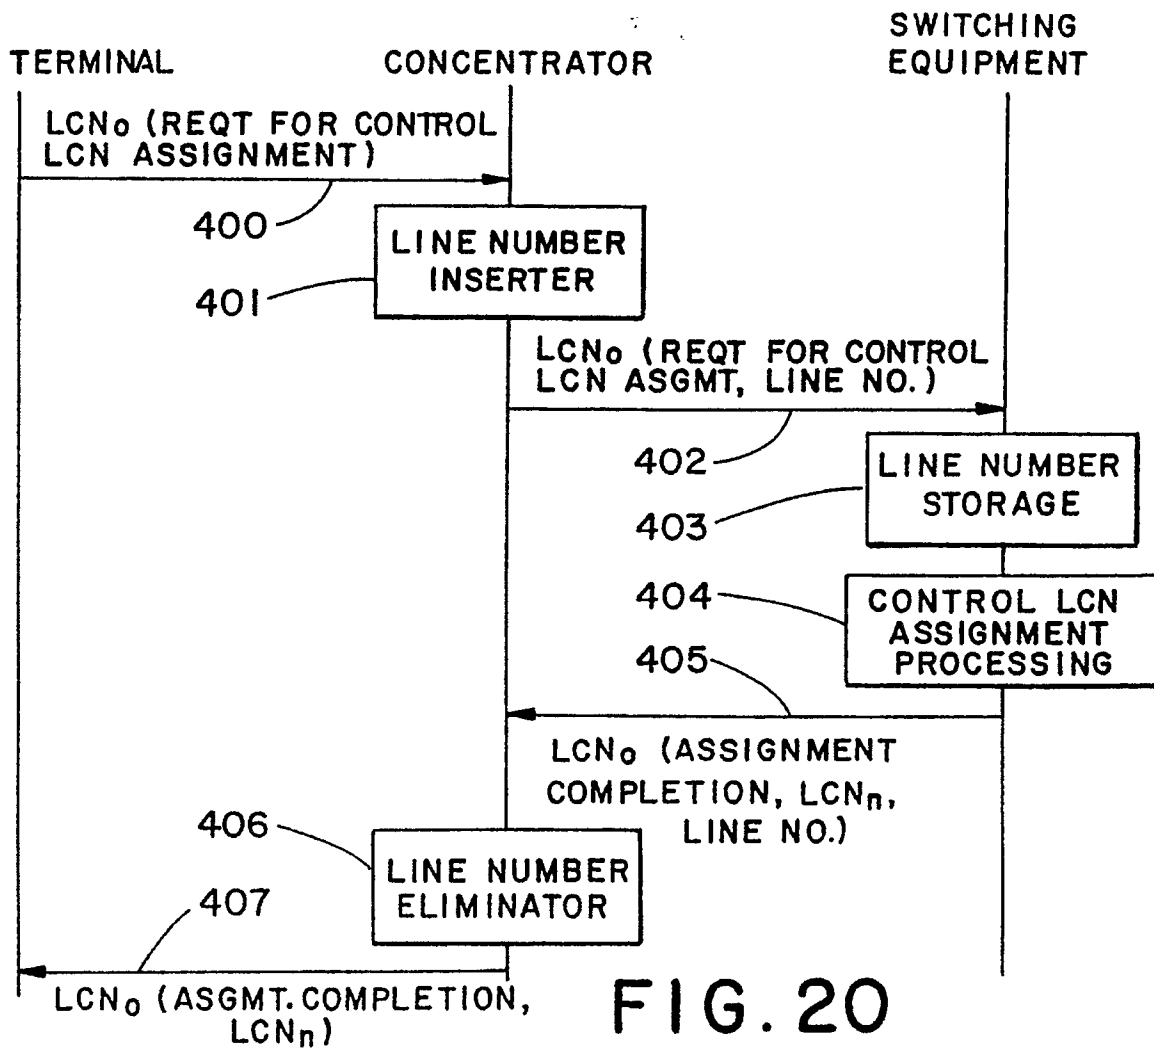 TERMINAL
CONCENTRATOR
SWITCHING
EQUIPMENT
LCNo (REQT FOR CONTROL
LCN ASSIGNMENT)
400
LINE NUMBER
INSERTER
401
LCNo (REQT FOR CONTROL
LCN ASGMT, LINE NO.)
402
LINE NUMBER
STORAGE
403
404
CONTROL LCN
ASSIGNMENT
PROCESSING
405
LCNo (ASSIGNMENT
COMPLETION, LCNn,
LINE NO.)
406
LINE NUMBER
ELIMINATOR
407
LCNo (ASGMT. COMPLETION,
LCNn)
FIG. 20